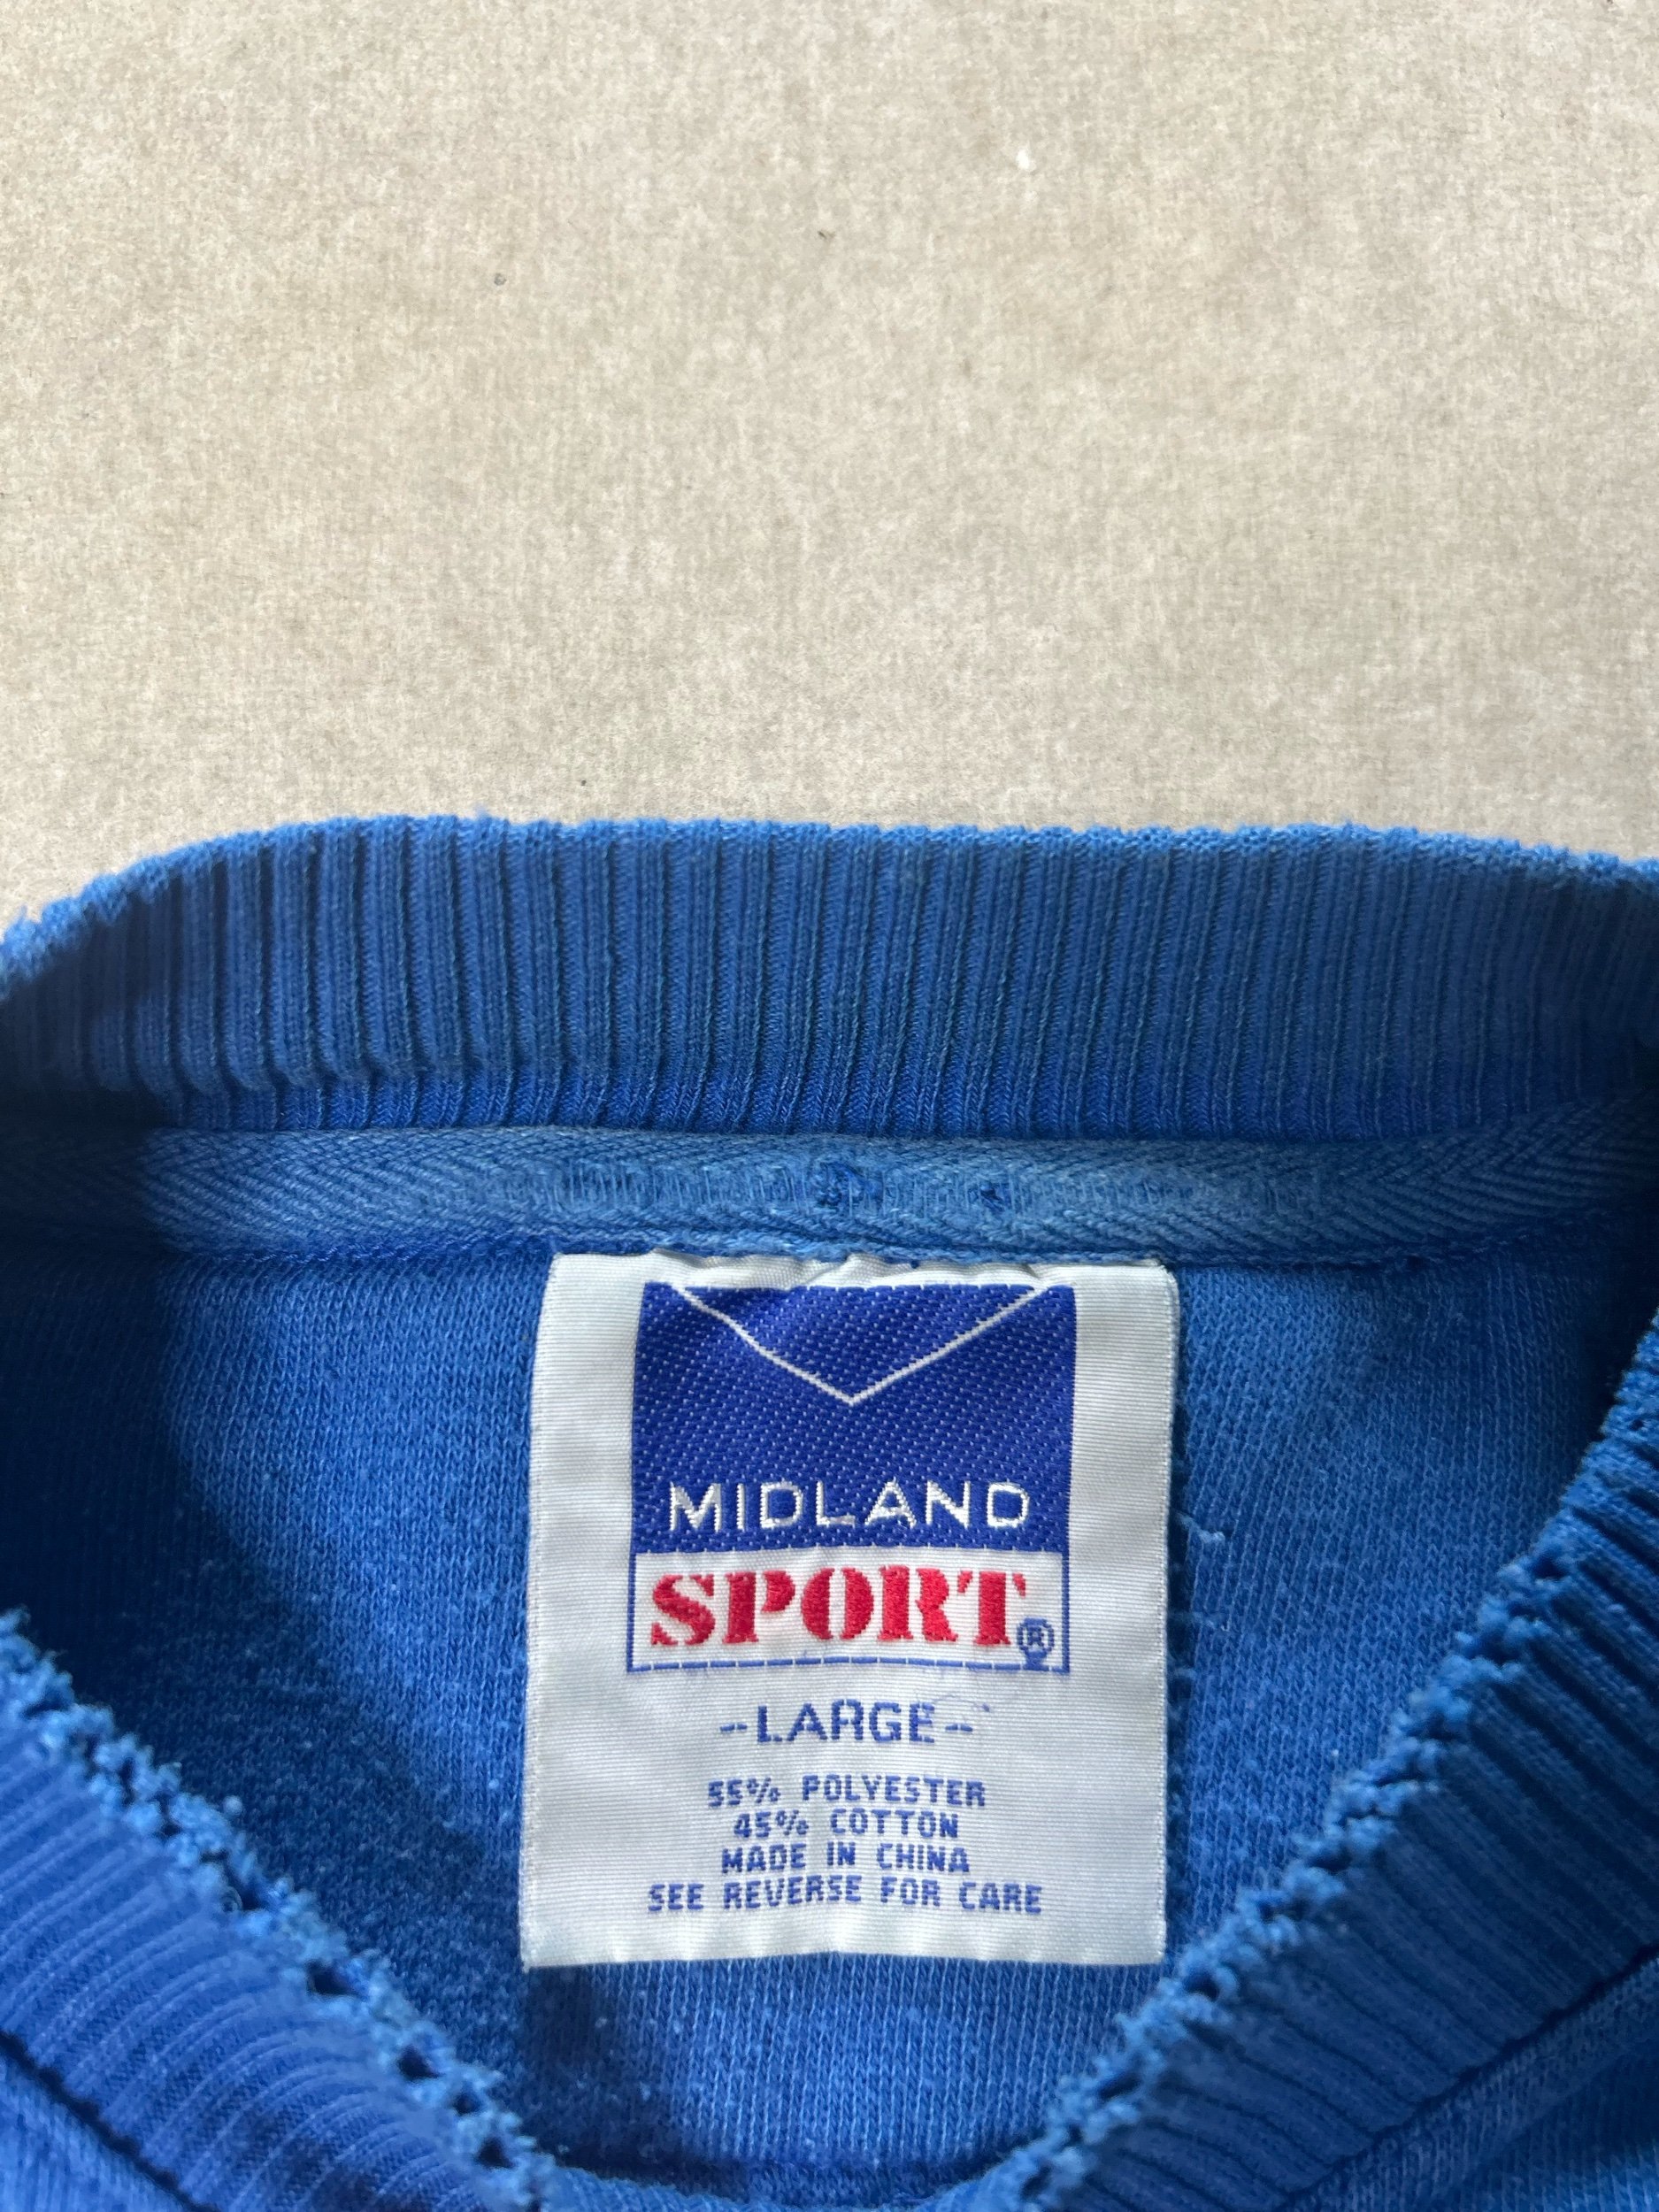 MIDLAND
SPORT®
--LARGE--
55% POLYESTER
45% COTTON
MADE IN CHINA
SEE REVERSE FOR CARE